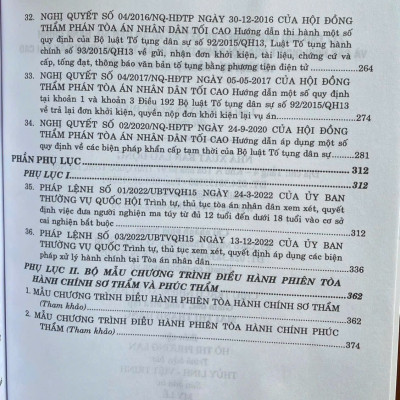 32. NGHỊ QUYẾT SỐ 04/2016/NQ-HĐTP NGÀY 30-12-2016 CỦA HỘI ĐỒNG
THẨM PHÁN TÒA ÁN NHÂN DÂN TỐI CAO Hướng dẫn thi hành một số
quy định của Bộ luật Tố tụng dân sự số 92/2015/QH13, Luật Tố tụng hành
chính số 93/2015/QH13 về gửi, nhận đơn khởi kiện, tài liệu, chứng cứ và
cấp, tống đạt, thông báo văn bản tố tụng bằng phương tiện điện tử ....................264
33. NGHỊ QUYẾT SỐ 04/2017/NQ-HĐTP NGÀY 05-05-2017 CỦA HỘI ĐỒNG
THẨM PHÁN TÒA ÁN NHÂN DÂN TỐI CAO Hướng dẫn một số quy định
tại khoản 1 và khoản 3 Điều 192 Bộ luật Tố tụng dân sự số 92/2015/QH13
về trả lại đơn khởi kiện, quyền nộp đơn khởi kiện lại vụ án ....................274
34. NGHỊ QUYẾT SỐ 02/2020/NQ-HĐTP NGÀY 24-9-2020 CỦA HỘI ĐỒNG
THẨM PHÁN TÒA ÁN NHÂN DÂN TỐI CAO Hướng dẫn áp dụng một số
quy định về các biện pháp khẩn cấp tạm thời của Bộ luật Tố tụng dân sự ..........281
PHẦN PHỤ LỤC....................312
PHỤ LỤC I....................312
35. PHÁP LỆNH SỐ 01/2022/UBTVQH15 NGÀY 24-3-2022 CỦA ỦY BAN
THƯỜNG VỤ QUỐC HỘI Trình tự, thủ tục tòa án nhân dân xem xét, quyết
định việc đưa người nghiện ma túy từ đủ 12 tuổi đến dưới 18 tuổi vào cơ sở
cai nghiện bắt buộc ....................312
36. PHÁP LỆNH SỐ 03/2022/UBTVQH15 NGÀY 13-12-2022 CỦA ỦY BAN
THƯỜNG VỤ QUỐC HỘI Trình tự, thủ tục xem xét, quyết định áp dụng các biện
pháp xử lý hành chính tại Tòa án nhân dân ....................336
PHỤ LỤC II. BỘ MẪU CHƯƠNG TRÌNH ĐIỀU HÀNH PHIÊN TÒA
HÀNH CHÍNH SƠ THẨM VÀ PHÚC THẨM ....................362
1. MẪU CHƯƠNG TRÌNH ĐIỀU HÀNH PHIÊN TÒA HÀNH CHÍNH SƠ THẨM
(Tham khảo) ....................362
2. MẪU CHƯƠNG TRÌNH ĐIỀU HÀNH PHIÊN TÒA HÀNH CHÍNH PHÚC
THẨM (Tham khảo) ....................374